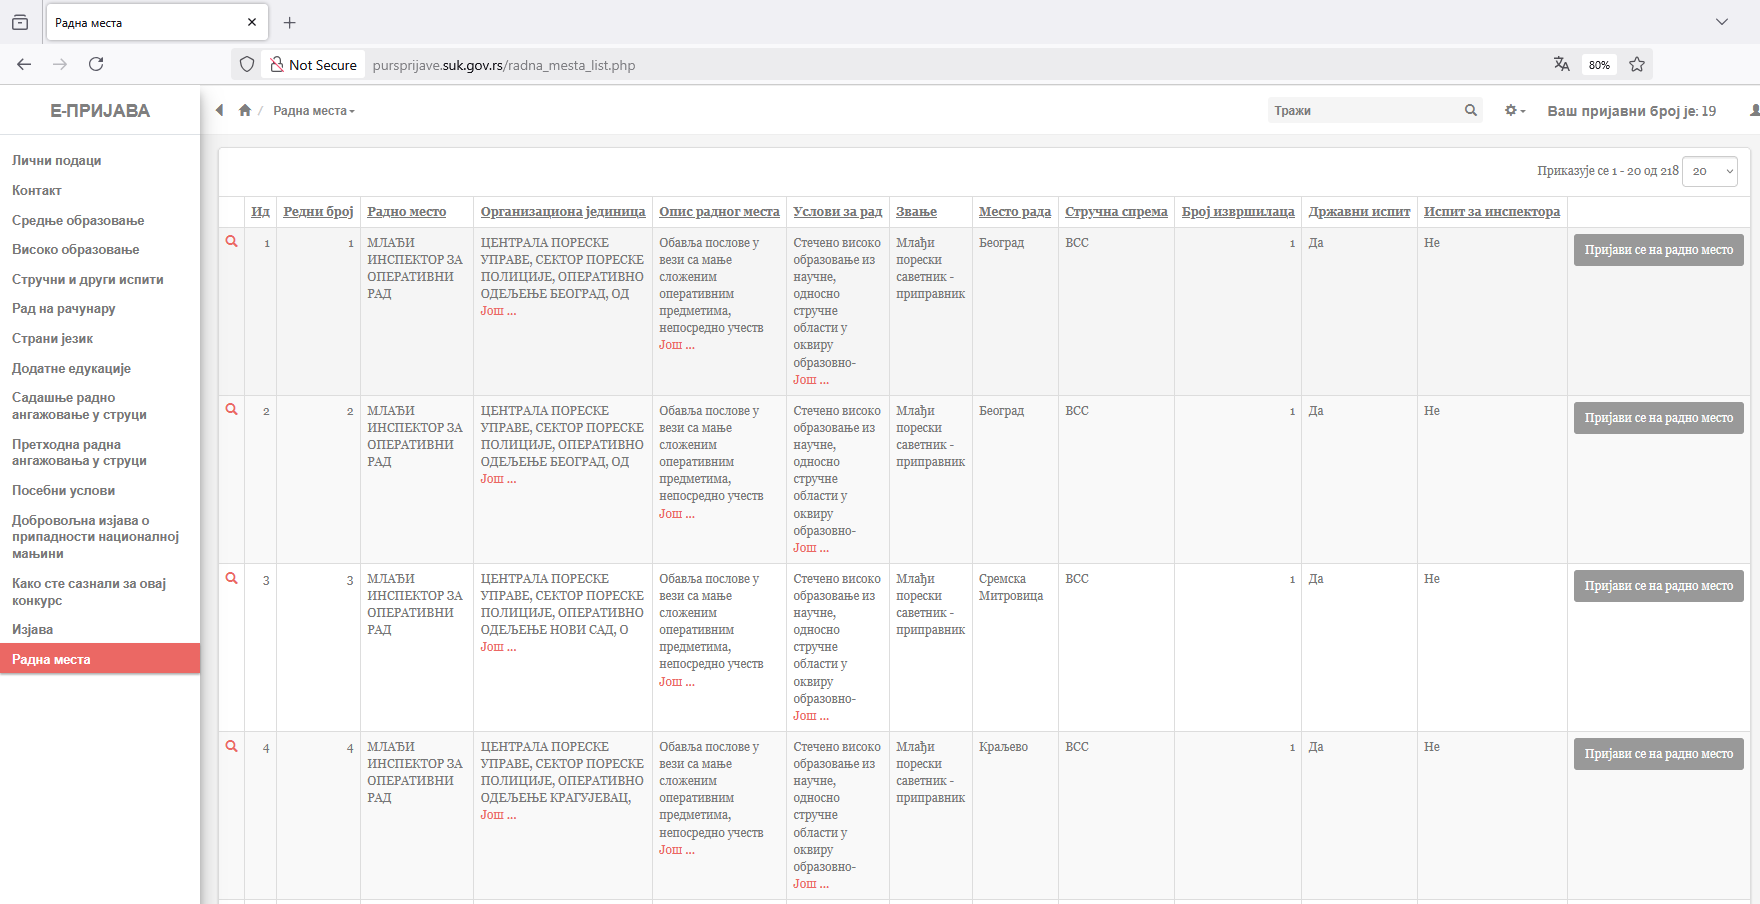 Радна места
Not Secure
pursprijave.suk.gov.rs/radna_mesta_list.php
80%
Е-ПРИЈАВА
/ Радна места
Тражи
Ваш пријавни број је: 19
Лични подаци
Контакт
Средње образовање
Високо образовање
Стручни и други испити
Рад на рачунару
Страни језик
Додатне едукације
Садашње радно
ангажовање у струци
Претходна радна
ангажовања у струци
Посебни услови
Добровољна изјава о
припадности националној
мањини
Како сте сазнали за овај
конкурс
Изјава
Радна места
Приказује се 1 - 20 од 218
20
Ид Редни број Радно место Организациона јединица Опис радног места Услови за рад Звање Место рада Стручна спрема Број извршилаца Државни испит Испит за инспектора
1 1 МЛАЂИ ЦЕНТРАЛА ПОРЕСКЕ Обавља послове у Стечено високо Млађи Београд ВСС 1 Да Не Пријави се на радно место
ИНСПЕКТОР ЗА УПРАВЕ, СЕКТОР ПОРЕСКЕ вези са мање образовање из порески
ОПЕРАТИВНИ ПОЛИЦИЈЕ, ОПЕРАТИВНО сложеним научне, саветник -
РАД ОДЕЉЕЊЕ БЕОГРАД, ОД оперативним односно приправник
Још ... предметима, стручне
непосредно учеств области у
Још ... оквиру
образовно-
Још ...
2 2 МЛАЂИ ЦЕНТРАЛА ПОРЕСКЕ Обавља послове у Стечено високо Млађи Београд ВСС 1 Да Не Пријави се на радно место
ИНСПЕКТОР ЗА УПРАВЕ, СЕКТОР ПОРЕСКЕ вези са мање образовање из порески
ОПЕРАТИВНИ ПОЛИЦИЈЕ, ОПЕРАТИВНО сложеним научне, саветник -
РАД ОДЕЉЕЊЕ БЕОГРАД, ОД оперативним односно приправник
Још ... предметима, стручне
непосредно учеств области у
Још ... оквиру
образовно-
Још ...
3 3 МЛАЂИ ЦЕНТРАЛА ПОРЕСКЕ Обавља послове у Стечено високо Млађи Сремска ВСС 1 Да Не Пријави се на радно место
ИНСПЕКТОР ЗА УПРАВЕ, СЕКТОР ПОРЕСКЕ вези са мање образовање из порески Митровица
ОПЕРАТИВНИ ПОЛИЦИЈЕ, ОПЕРАТИВНО сложеним научне, саветник -
РАД ОДЕЉЕЊЕ НОВИ САД, О оперативним односно приправник
Још ... предметима, стручне
непосредно учеств области у
Још ... оквиру
образовно-
Још ...
4 4 МЛАЂИ ЦЕНТРАЛА ПОРЕСКЕ Обавља послове у Стечено високо Млађи Краљево ВСС 1 Да Не Пријави се на радно место
ИНСПЕКТОР ЗА УПРАВЕ, СЕКТОР ПОРЕСКЕ вези са мање образовање из порески
ОПЕРАТИВНИ ПОЛИЦИЈЕ, ОПЕРАТИВНО сложеним научне, саветник -
РАД ОДЕЉЕЊЕ КРАГУЈЕВАЦ, оперативним односно приправник
Још ... предметима, стручне
непосредно учеств области у
Још ... оквиру
образовно-
Још ...